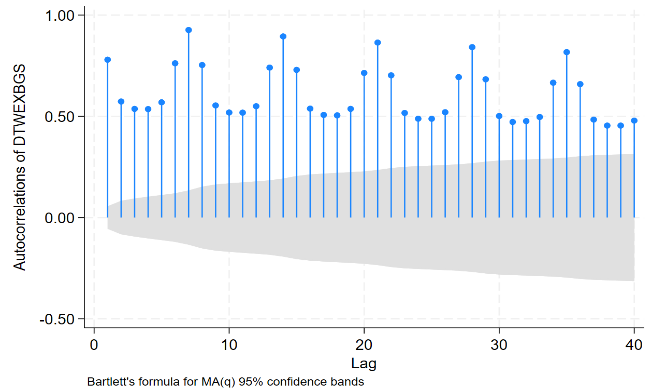 Autocorrelations of DTWEXBGS
1.00
0.50
0.00
-0.50
0 10 20 30 40
Lag
Bartlett's formula for MA(q) 95% confidence bands